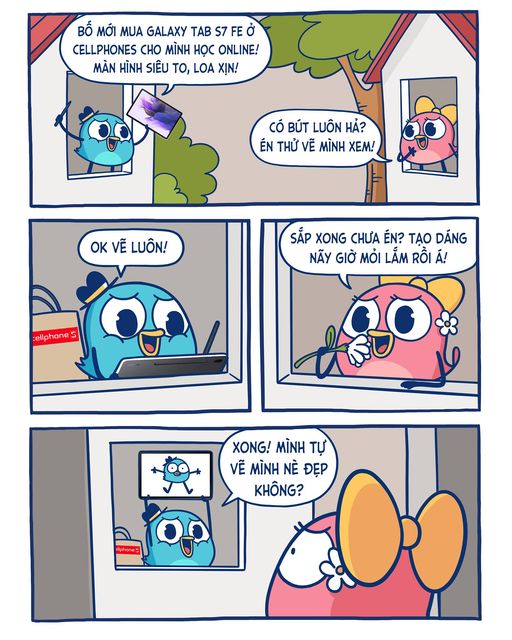 BỐ MỚI MUA GALAXY TAB S7 FE Ở
CELLPHONES CHO MÌNH HỌC ONLINE!
MÀN HÌNH SIÊU TO, LOA XỊN!
CÓ BÚT LUÔN HẢ?
ÉN THỬ VẼ MÌNH XEM!
OK VẼ LUÔN!
cellphone S
SẮP XONG CHƯA ÉN? TẠO DÁNG
NÃY GIỜ MỎI LẮM RỒI Á!
XONG! MÌNH TỰ
VẼ MÌNH NÈ ĐẸP
KHÔNG?
cellphone S